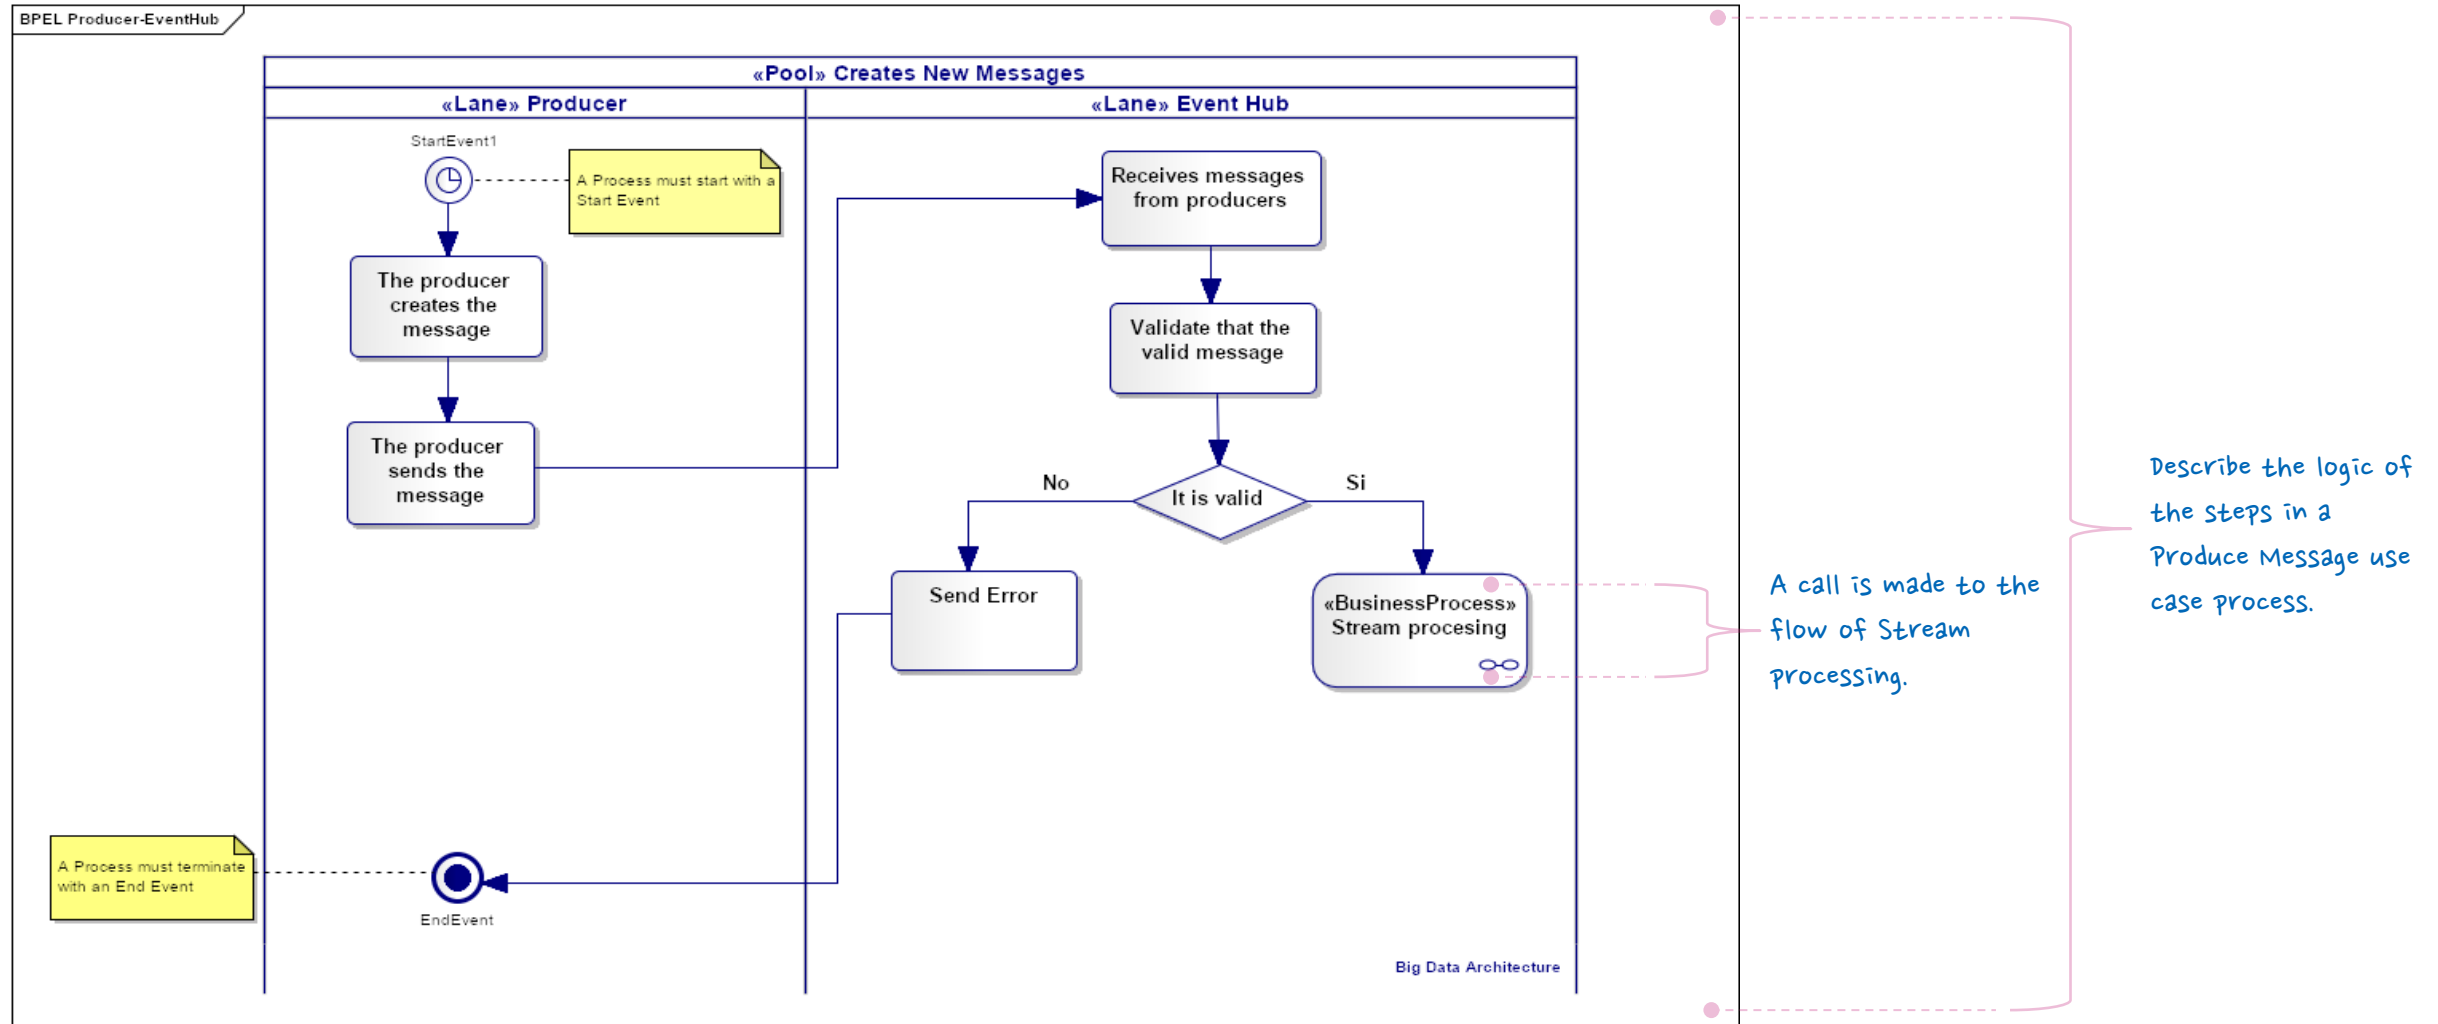 BPEL Producer-EventHub
«Pool» Creates New Messages
«Lane» Producer
«Lane» Event Hub
StartEvent1
A Process must start with a
Start Event
The producer
creates the
message
The producer
sends the
message
Receives messages
from producers
Validate that the
valid message
It is valid
No
Si
Send Error
«BusinessProcess»
Stream procesing
A Process must terminate
with an End Event
EndEvent
Big Data Architecture
A call is made to the
flow of Stream
processing.
Describe the logic of
the steps in a
Produce Message use
case process.